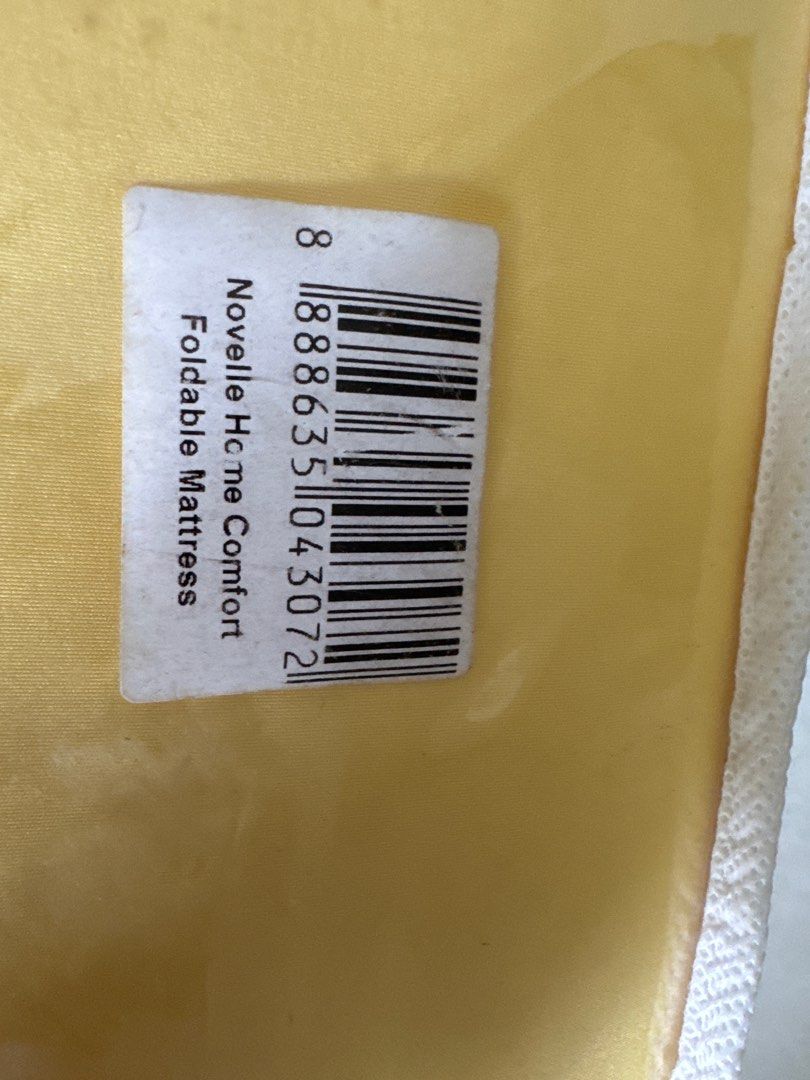 8 888635 043072
Novelle Home Comfort
Foldable Mattress